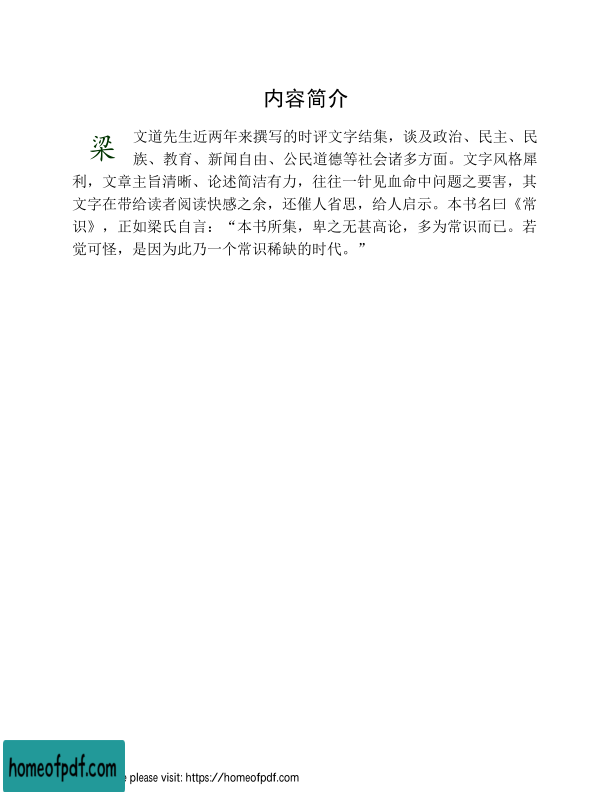 内容简介
梁文道先生近两年来撰写的时评文字结集，谈及政治、民主、民
族、教育、新闻自由、公民道德等社会诸多方面。文字风格犀
利，文章主旨清晰、论述简洁有力，往往一针见血命中问题之要害，其
文字在带给读者阅读快感之余，还催人省思，给人启示。本书名曰《常
识》，正如梁氏自言：“本书所集，卑之无甚高论，多为常识而已。若
觉可怪，是因为此乃一个常识稀缺的时代。”
homeofpdf.com
please visit: https://homeofpdf.com